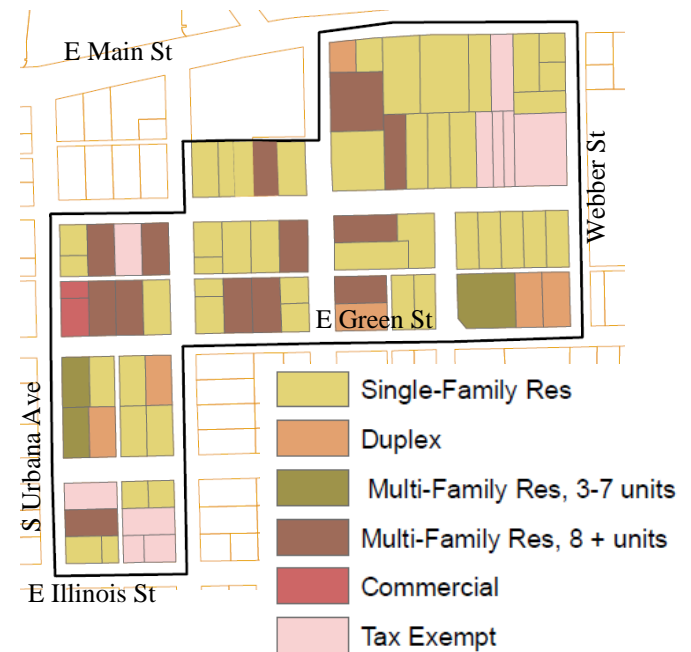 E Main St
Webber St
E Green St
S Urbana Ave
E Illinois St
Single-Family Res
Duplex
Multi-Family Res, 3-7 units
Multi-Family Res, 8 + units
Commercial
Tax Exempt